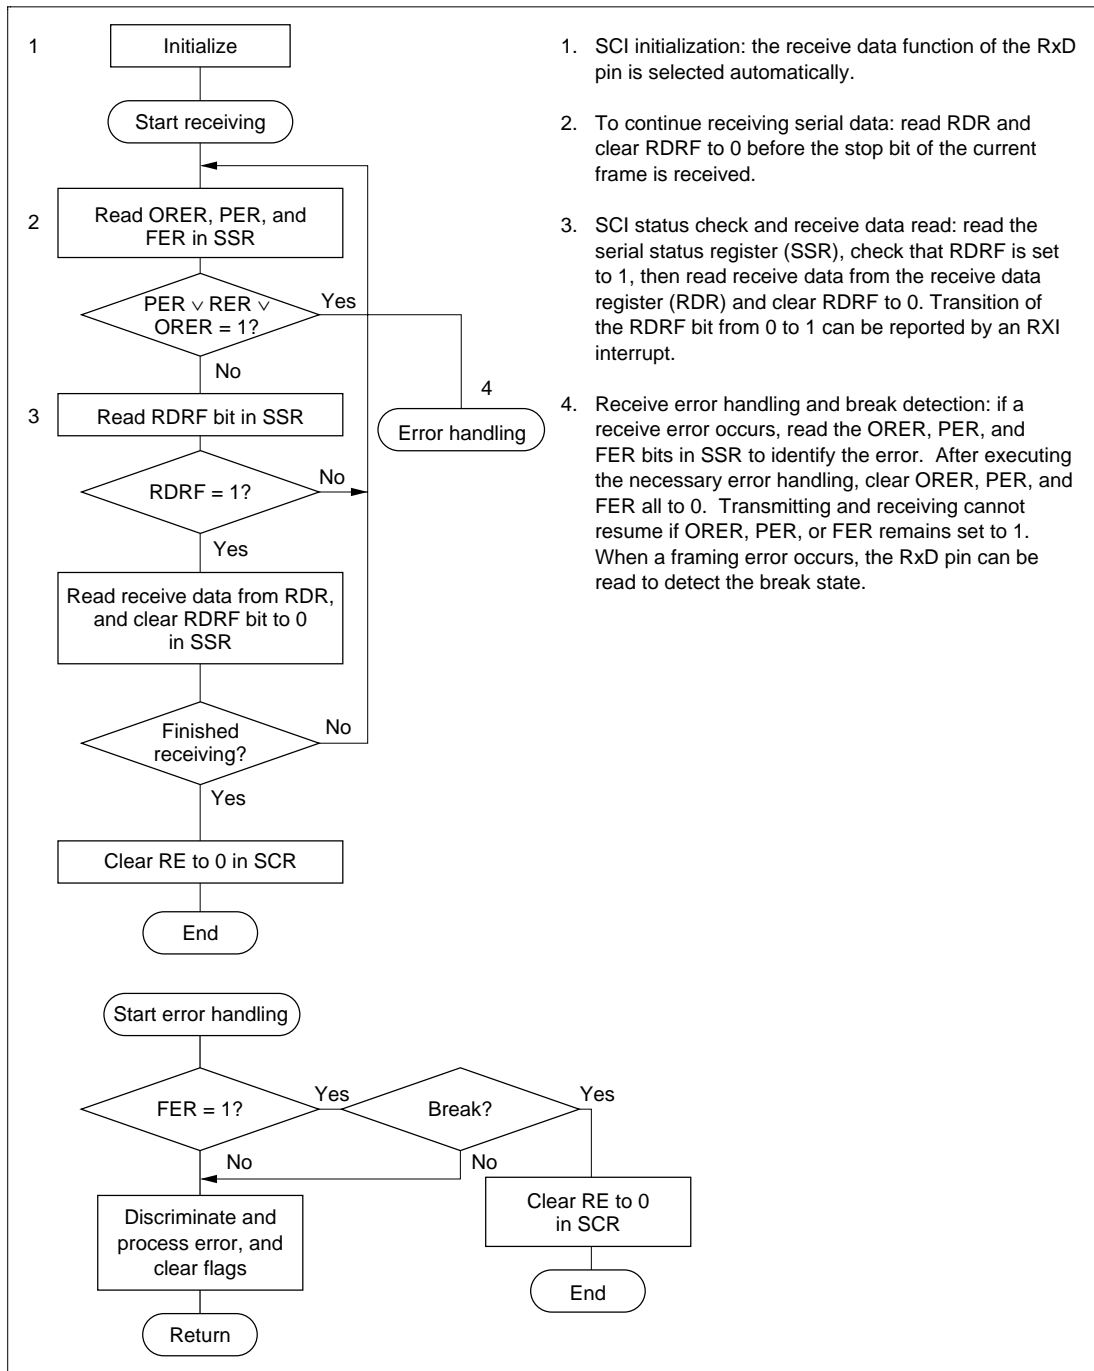 1
Initialize
Start receiving
2
Read ORER, PER, and
FER in SSR
PER ∨ RER ∨
ORER = 1?
Yes
No
4
Error handling
3
Read RDRF bit in SSR
RDRF = 1?
No
Yes
Read receive data from RDR,
and clear RDRF bit to 0
in SSR
Finished
receiving?
No
Yes
Clear RE to 0 in SCR
End
1. SCI initialization: the receive data function of the RxD
pin is selected automatically.
2. To continue receiving serial data: read RDR and
clear RDRF to 0 before the stop bit of the current
frame is received.
3. SCI status check and receive data read: read the
serial status register (SSR), check that RDRF is set
to 1, then read receive data from the receive data
register (RDR) and clear RDRF to 0. Transition of
the RDRF bit from 0 to 1 can be reported by an RXI
interrupt.
4. Receive error handling and break detection: if a
receive error occurs, read the ORER, PER, and
FER bits in SSR to identify the error. After executing
the necessary error handling, clear ORER, PER, and
FER all to 0. Transmitting and receiving cannot
resume if ORER, PER, or FER remains set to 1.
When a framing error occurs, the RxD pin can be
read to detect the break state.
Start error handling
FER = 1?
Yes
Break?
Yes
No
No
Discriminate and
process error, and
clear flags
Clear RE to 0
in SCR
End
Return